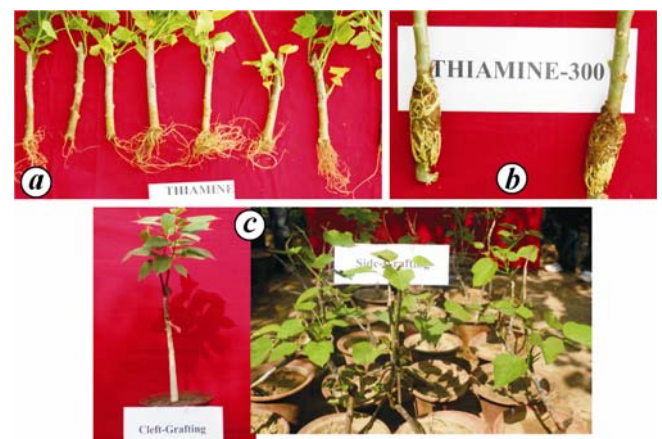 a
THIAMINE
THIAMINE-300
b
c
Cleft-Grafting
Side-Grafting